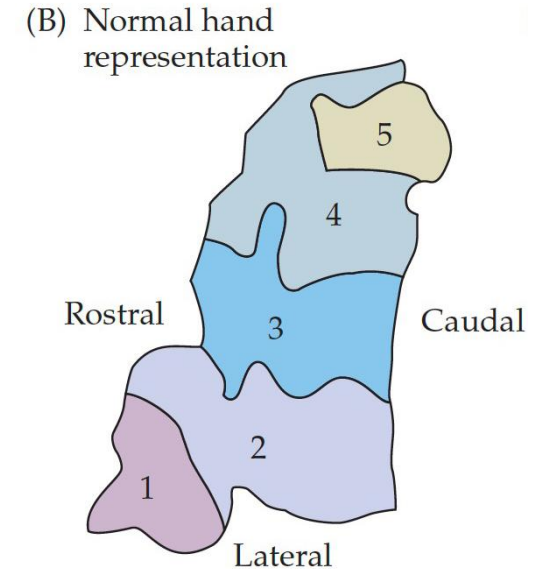 (B) Normal hand
representation
5
4
Rostral
3
Caudal
2
1
Lateral